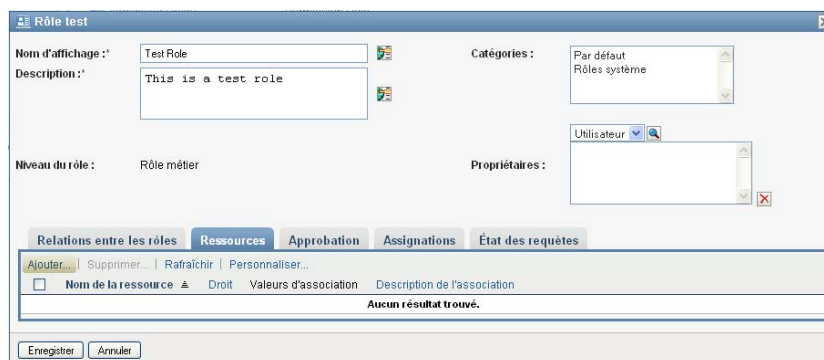 Rôle test
Nom d'affichage :*
Test Role
Catégories :
Par défaut
Rôles système
Description :*
This is a test role
Utilisateur
Niveau du rôle :
Rôle métier
Propriétaires :
Relations entre les rôles Ressources Approbation Assignations État des requêtes
Ajouter... | Supprimer... | Rafraîchir | Personnaliser...
Nom de la ressource Droit Valeurs d'association Description de l'association
Aucun résultat trouvé.
Enregistrer Annuler